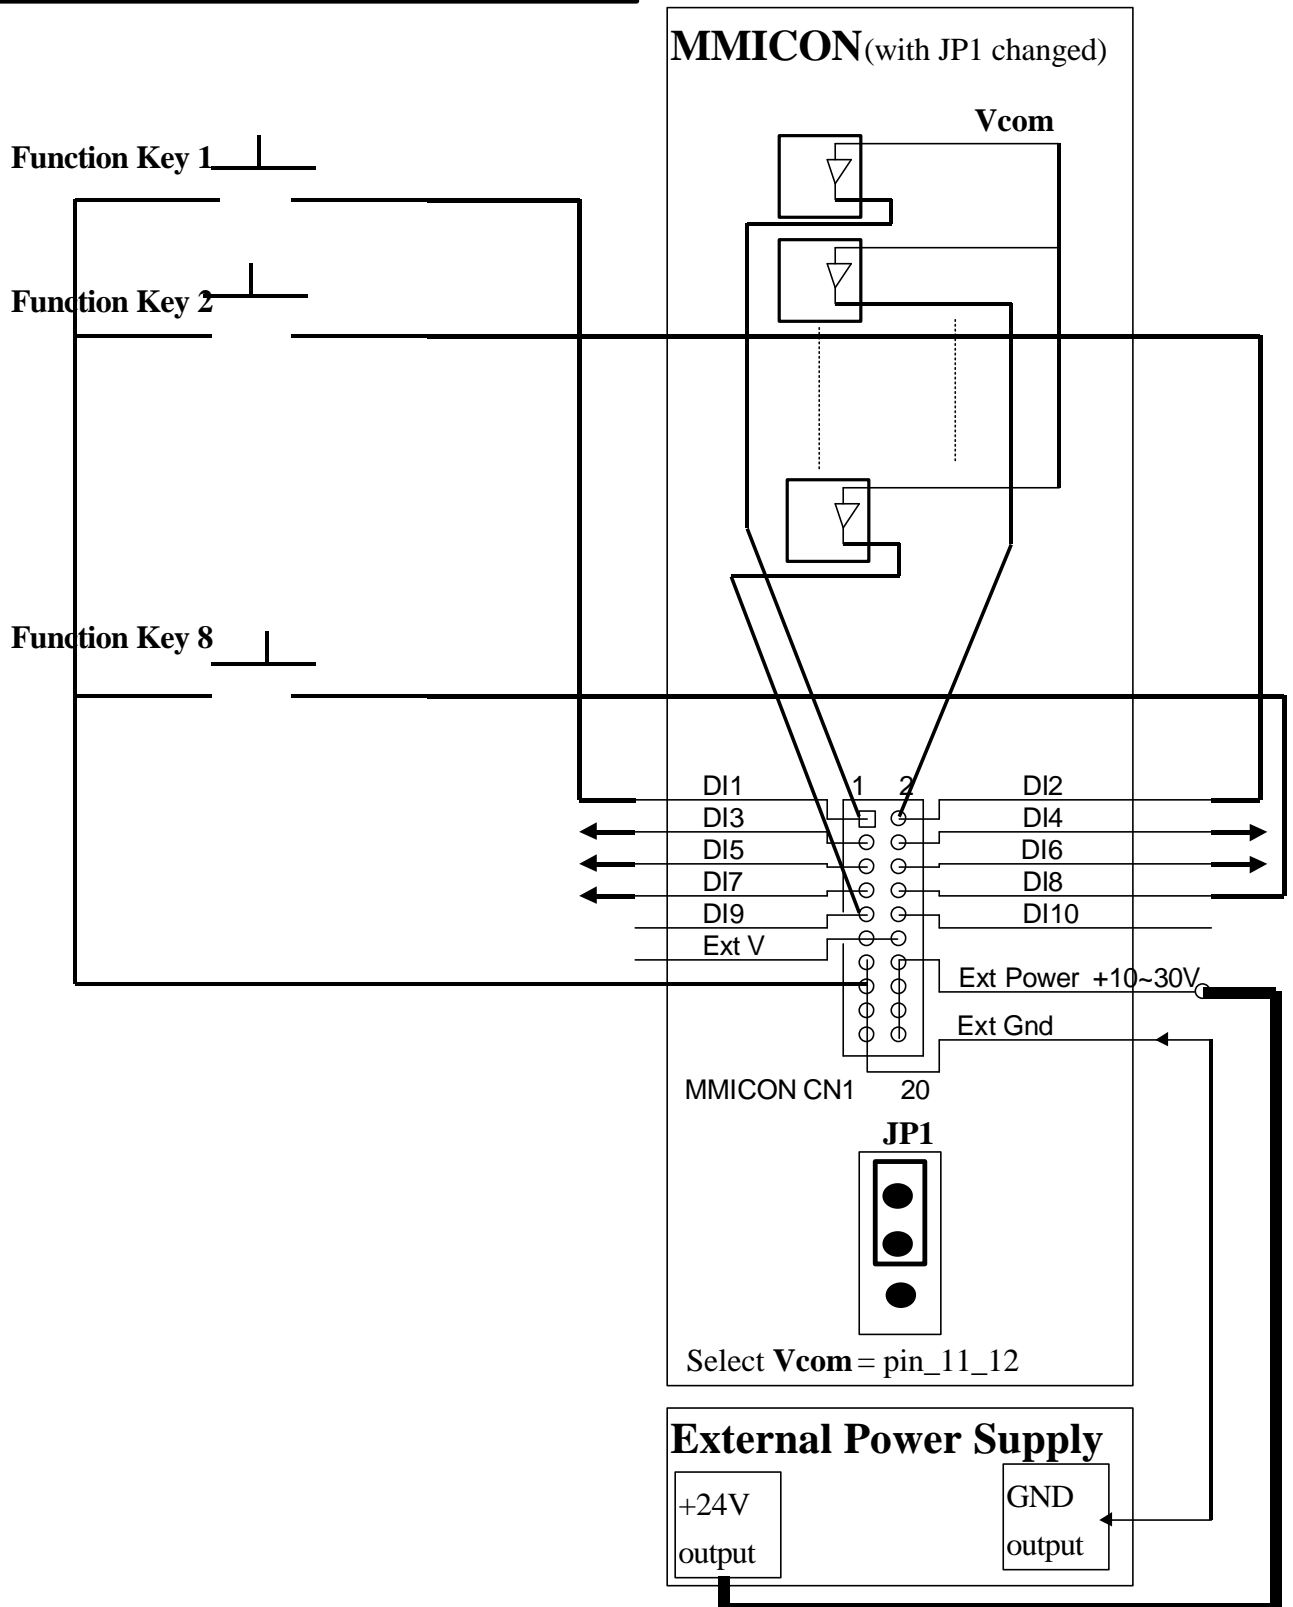 MMICON(with JP1 changed)
Vcom
Function Key 1
Function Key 2
Function Key 8
DI1 1 2 DI2
DI3 DI4
DI5 DI6
DI7 DI8
DI9 DI10
Ext V
Ext Power +10~30V
Ext Gnd
MMICON CN1 20
JP1
Select Vcom = pin_11_12
External Power Supply
+24V
output
GND
output